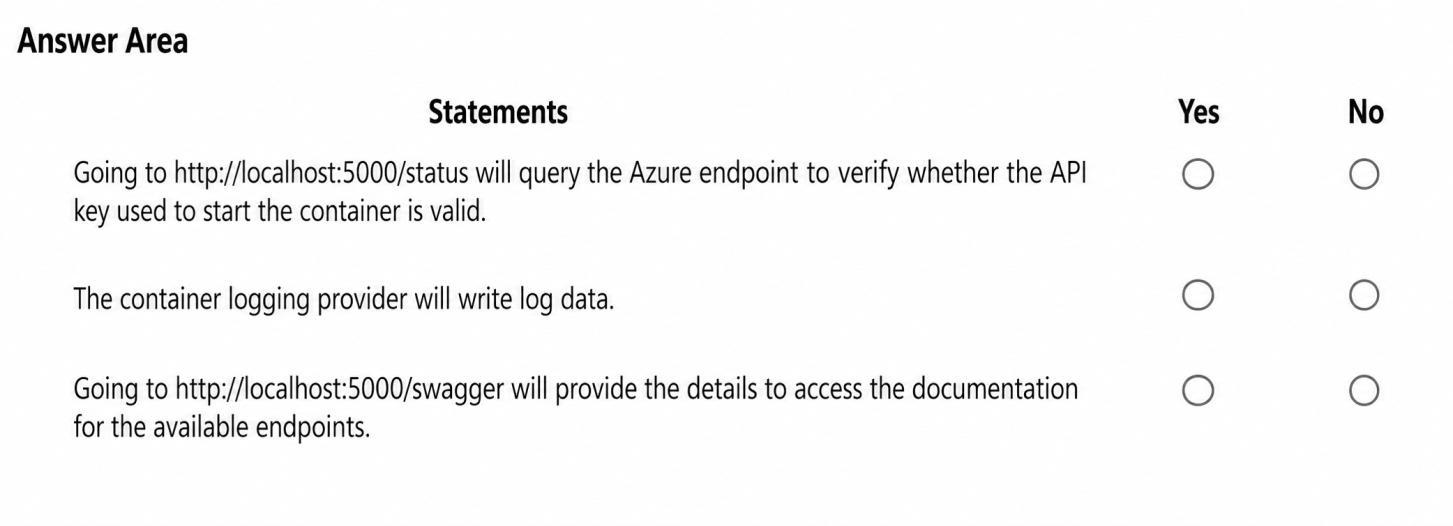 Answer Area
Statements Yes No
Going to http://localhost:5000/status will query the Azure endpoint to verify whether the API
key used to start the container is valid.
The container logging provider will write log data.
Going to http://localhost:5000/swagger will provide the details to access the documentation
for the available endpoints.